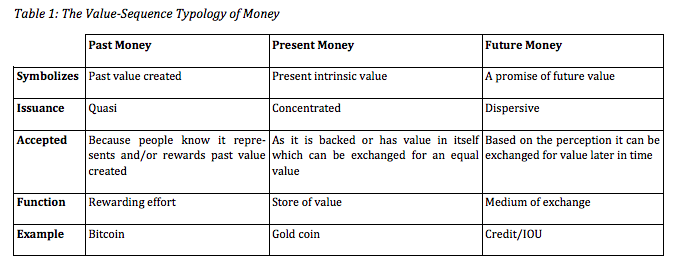 Table 1: The Value-Sequence Typology of Money
Past Money Present Money Future Money
Symbolizes Past value created Present intrinsic value A promise of future value
Issuance Quasi Concentrated Dispersive
Accepted Because people know it repre- As it is backed or has value in itself Based on the perception it can be
sents and/or rewards past value which can be exchanged for an equal exchanged for value later in time
created value
Function Rewarding effort Store of value Medium of exchange
Example Bitcoin Gold coin Credit/IOU